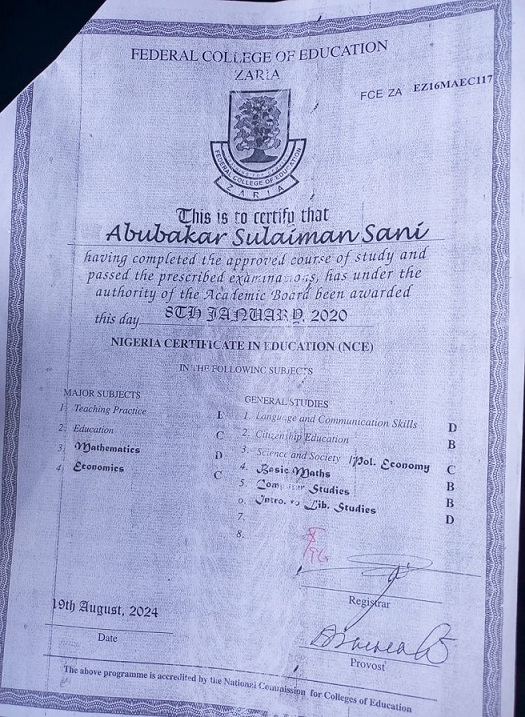 FEDERAL COLLEGE OF EDUCATION
ZARIA
FCE ZA EZ16MAEC117
FEDERAL COLLEGE OF EDUCATION
ZARIA
This is to certify that
Abubakar Sulaiman Sani
having completed the approved course of study and
passed the prescribed examinations, has under the
authority of the Academic Board been awarded
this day 8TH JANUARY, 2020
NIGERIA CERTIFICATE IN EDUCATION (NCE)
IN THE FOLLOWING SUBJECTS
MAJOR SUBJECTS
1. Teaching Practice
2. Education C
3. Mathematics D
4. Economics C
GENERAL STUDIES
1. Language and Communication Skills D
2. Citizenship Education B
3. Science and Society /Pol. Economy C
4. Basic Maths B
5. Computer Studies B
6. Intro. to Lib. Studies D
7.
8.
Registrar
19th August, 2024
Date
Provost
The above programme is accredited by the National Commission for Colleges of Education